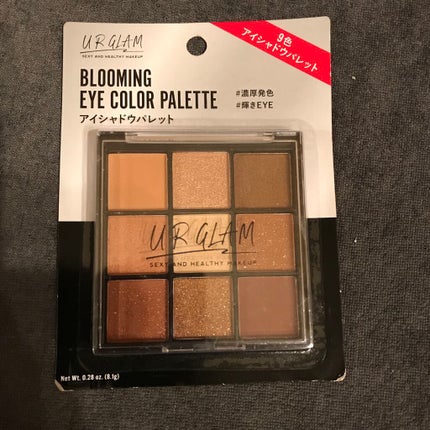 U R GLAM
SEXY AND HEALTHY MAKEUP
9色
アイシャドウパレット
BLOOMING
EYE COLOR PALETTE
アイシャドウパレット
#濃厚発色
#輝きEYE
U R GLAM
SEXY AND HEALTHY MAKEUP
Net Wt. 0.28 oz. (8.1g)